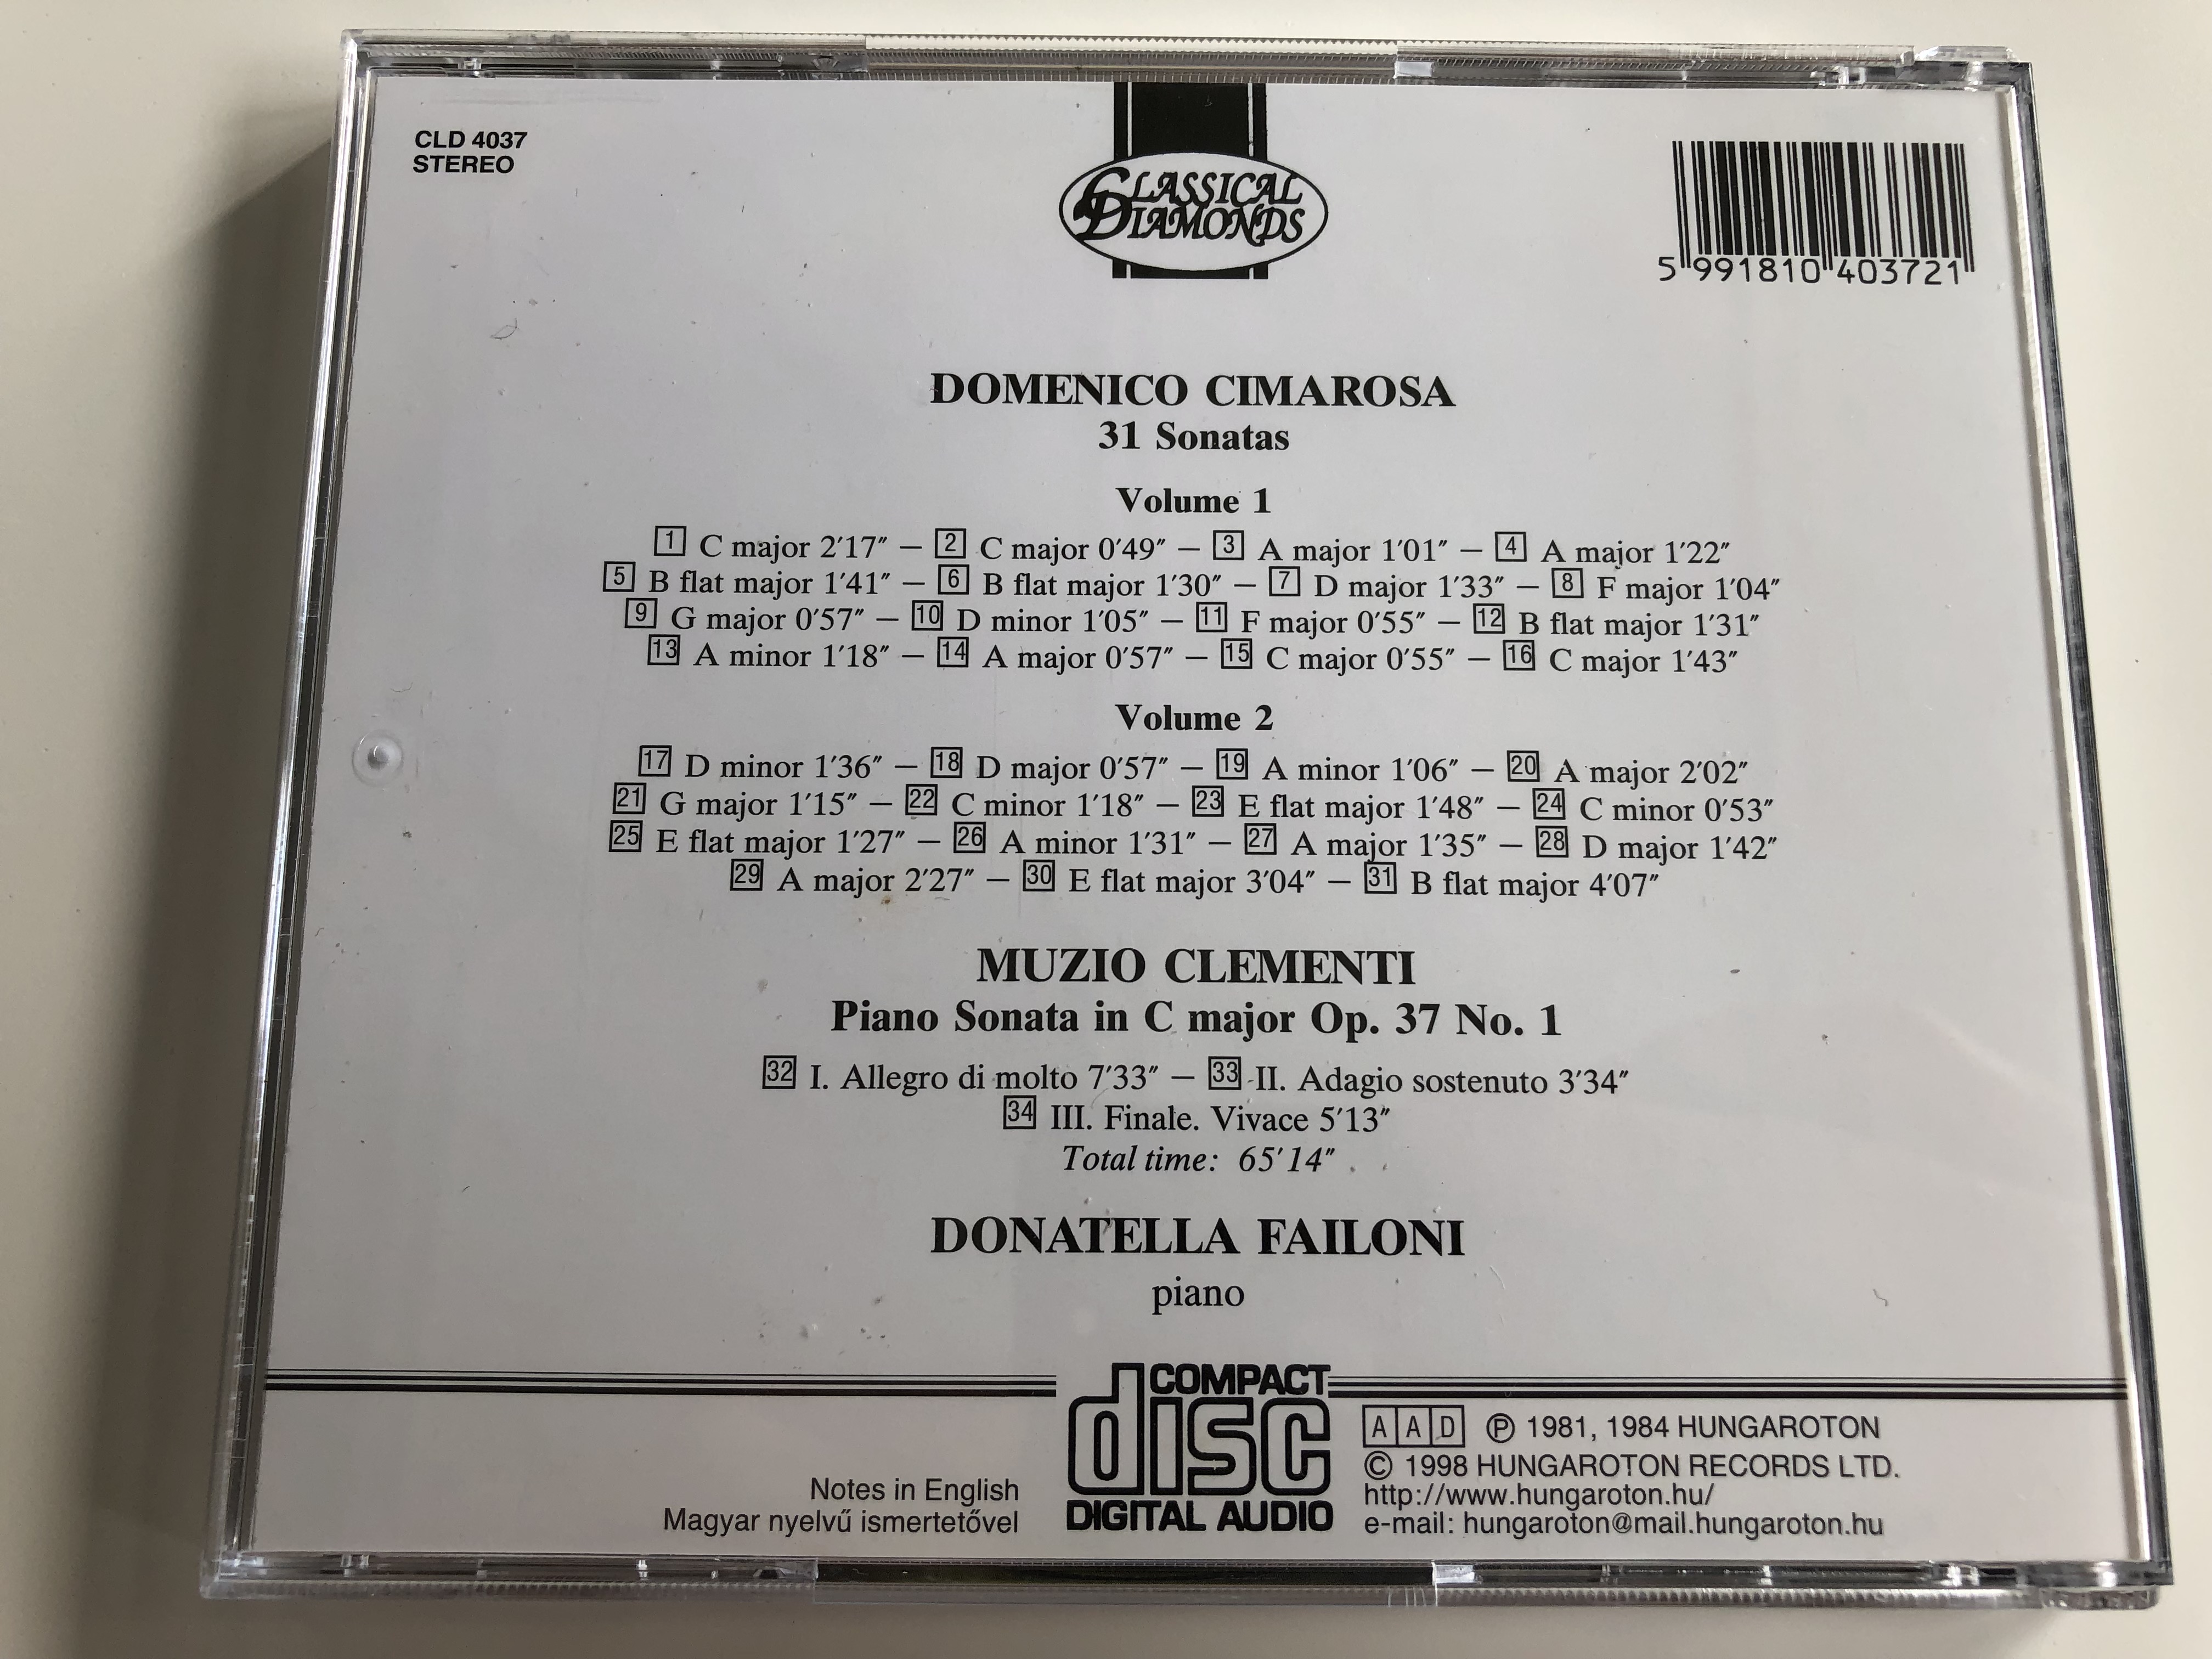 CLD 4037
STEREO
CLASSICAL
DIAMONDS
5 991810 403721
DOMENICO CIMAROSA
31 Sonatas
Volume 1
1 C major 2′17″ – 2 C major 0′49″ – 3 A major 1′01″ – 4 A major 1′22″
5 B flat major 1′41″ – 6 B flat major 1′30″ – 7 D major 1′33″ – 8 F major 1′04″
9 G major 0′57″ – 10 D minor 1′05″ – 11 F major 0′55″ – 12 B flat major 1′31″
13 A minor 1′18″ – 14 A major 0′57″ – 15 C major 0′55″ – 16 C major 1′43″
Volume 2
17 D minor 1′36″ – 18 D major 0′57″ – 19 A minor 1′06″ – 20 A major 2′02″
21 G major 1′15″ – 22 C minor 1′18″ – 23 E flat major 1′48″ – 24 C minor 0′53″
25 E flat major 1′27″ – 26 A minor 1′31″ – 27 A major 1′35″ – 28 D major 1′42″
29 A major 2′27″ – 30 E flat major 3′04″ – 31 B flat major 4′07″
MUZIO CLEMENTI
Piano Sonata in C major Op. 37 No. 1
32 I. Allegro di molto 7′33″ – 33 II. Adagio sostenuto 3′34″
34 III. Finale. Vivace 5′13″
Total time: 65′14″
DONATELLA FAILONI
piano
Notes in English
Magyar nyelvű ismertetővel
COMPACT
disc
DIGITAL AUDIO
AAD ℗ 1981, 1984 HUNGAROTON
© 1998 HUNGAROTON RECORDS LTD.
http://www.hungaroton.hu/
e-mail: hungaroton@mail.hungaroton.hu